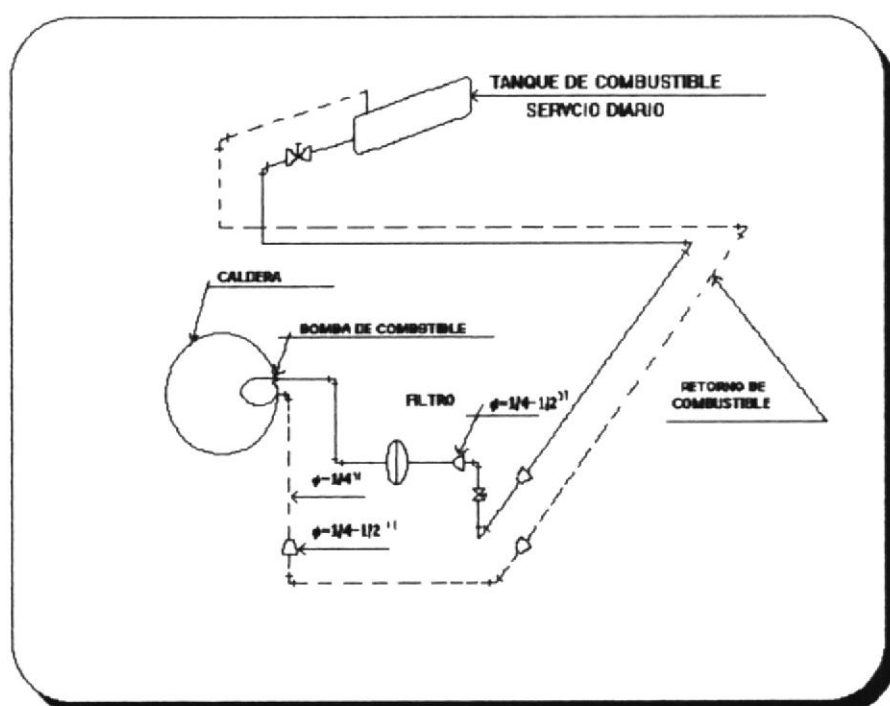 TANQUE DE COMBUSTIBLE
SERVCIO DIARIO
CALDERA
BOMBA DE COMBSTIBLE
FILTRO
ø=1/4-1/2"
RETORNO DE
COMBUSTIBLE
ø=1/4"
ø=1/4-1/2"